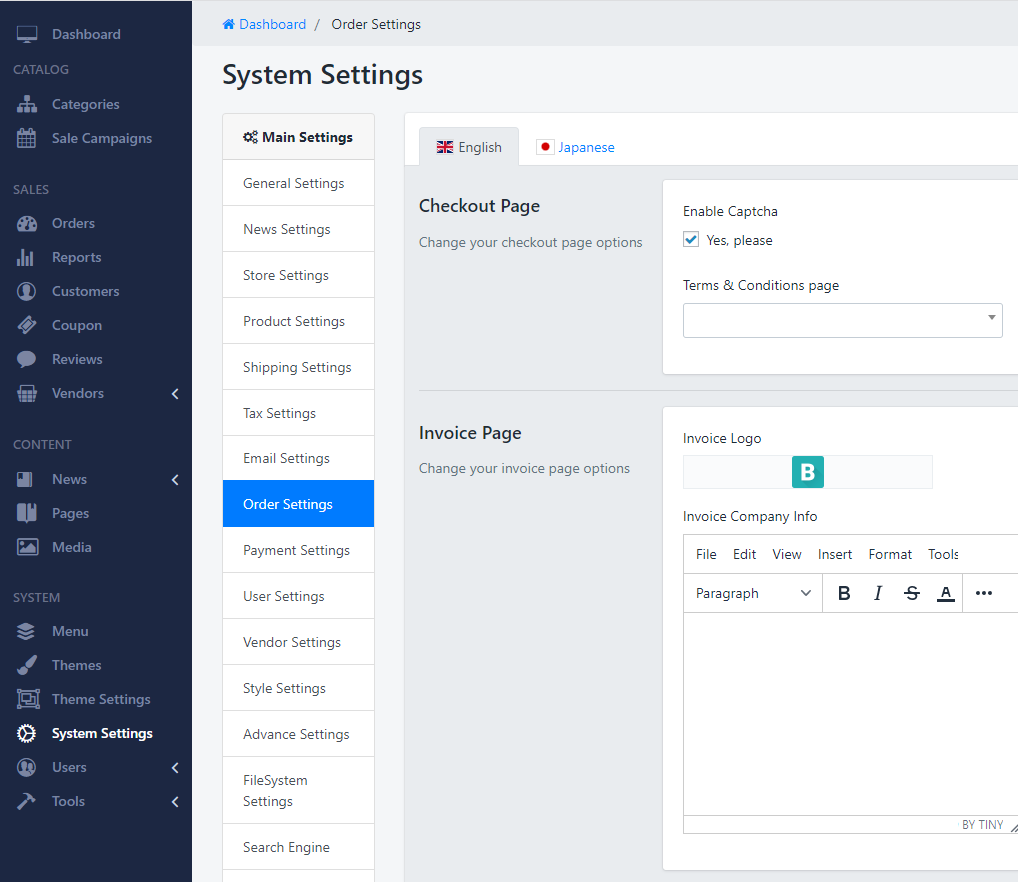 Dashboard
CATALOG
Categories
Sale Campaigns
SALES
Orders
Reports
Customers
Coupon
Reviews
Vendors
CONTENT
News
Pages
Media
SYSTEM
Menu
Themes
Theme Settings
System Settings
Users
Tools
Dashboard / Order Settings
System Settings
Main Settings
General Settings
News Settings
Store Settings
Product Settings
Shipping Settings
Tax Settings
Email Settings
Order Settings
Payment Settings
User Settings
Vendor Settings
Style Settings
Advance Settings
FileSystem
Settings
Search Engine
English Japanese
Checkout Page
Change your checkout page options
Enable Captcha
Yes, please
Terms & Conditions page
Invoice Page
Change your invoice page options
Invoice Logo
B
Invoice Company Info
File Edit View Insert Format Tools
Paragraph B I S A ...
BY TINY